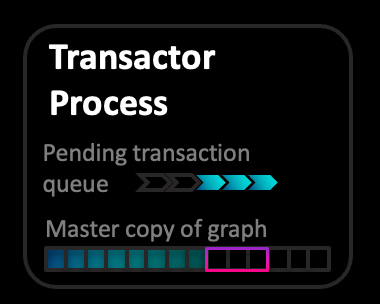 Transactor
Process
Pending transaction
queue
Master copy of graph